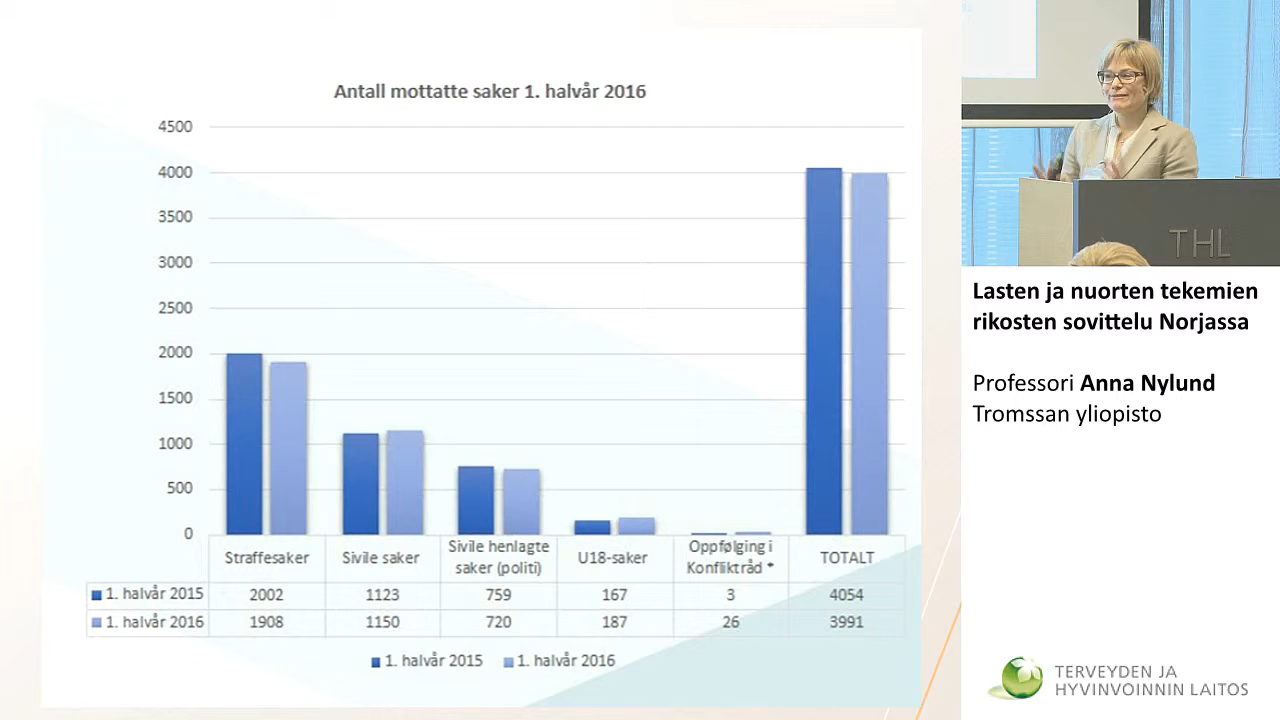 Antall mottatte saker 1. halvår 2016
4500
4000
3500
3000
2500
2000
1500
1000
500
0
Straffesaker
Sivile saker
Sivile henlagte
saker (politi)
U18-saker
Oppfølging i
Konfliktråd *
TOTALT
1. halvår 2015 2002 1123 759 167 3 4054
1. halvår 2016 1908 1150 720 187 26 3991
1. halvår 2015 1. halvår 2016
THL
Lasten ja nuorten tekemien
rikosten sovittelu Norjassa
Professori Anna Nylund
Tromssan yliopisto
TERVEYDEN JA
HYVINVOINNIN LAITOS